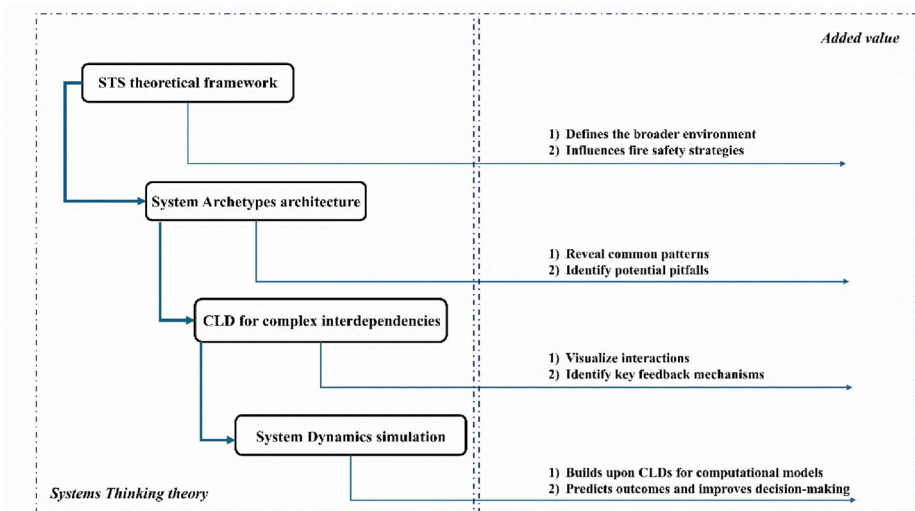 Added value
STS theoretical framework
1) Defines the broader environment
2) Influences fire safety strategies
System Archetypes architecture
1) Reveal common patterns
2) Identify potential pitfalls
CLD for complex interdependencies
1) Visualize interactions
2) Identify key feedback mechanisms
System Dynamics simulation
1) Builds upon CLDs for computational models
2) Predicts outcomes and improves decision-making
Systems Thinking theory